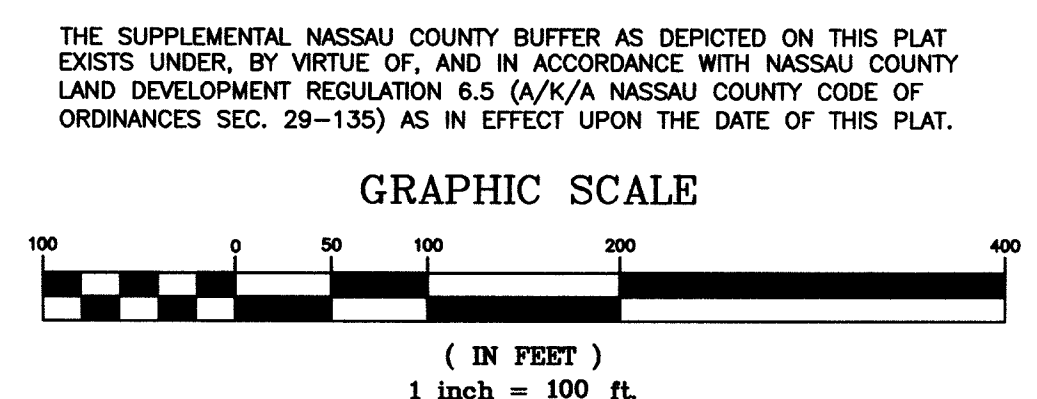 THE SUPPLEMENTAL NASSAU COUNTY BUFFER AS DEPICTED ON THIS PLAT
EXISTS UNDER, BY VIRTUE OF, AND IN ACCORDANCE WITH NASSAU COUNTY
LAND DEVELOPMENT REGULATION 6.5 (A/K/A NASSAU COUNTY CODE OF
ORDINANCES SEC. 29-135) AS IN EFFECT UPON THE DATE OF THIS PLAT.
GRAPHIC SCALE
100 0 50 100 200 400
( IN FEET )
1 inch = 100 ft.